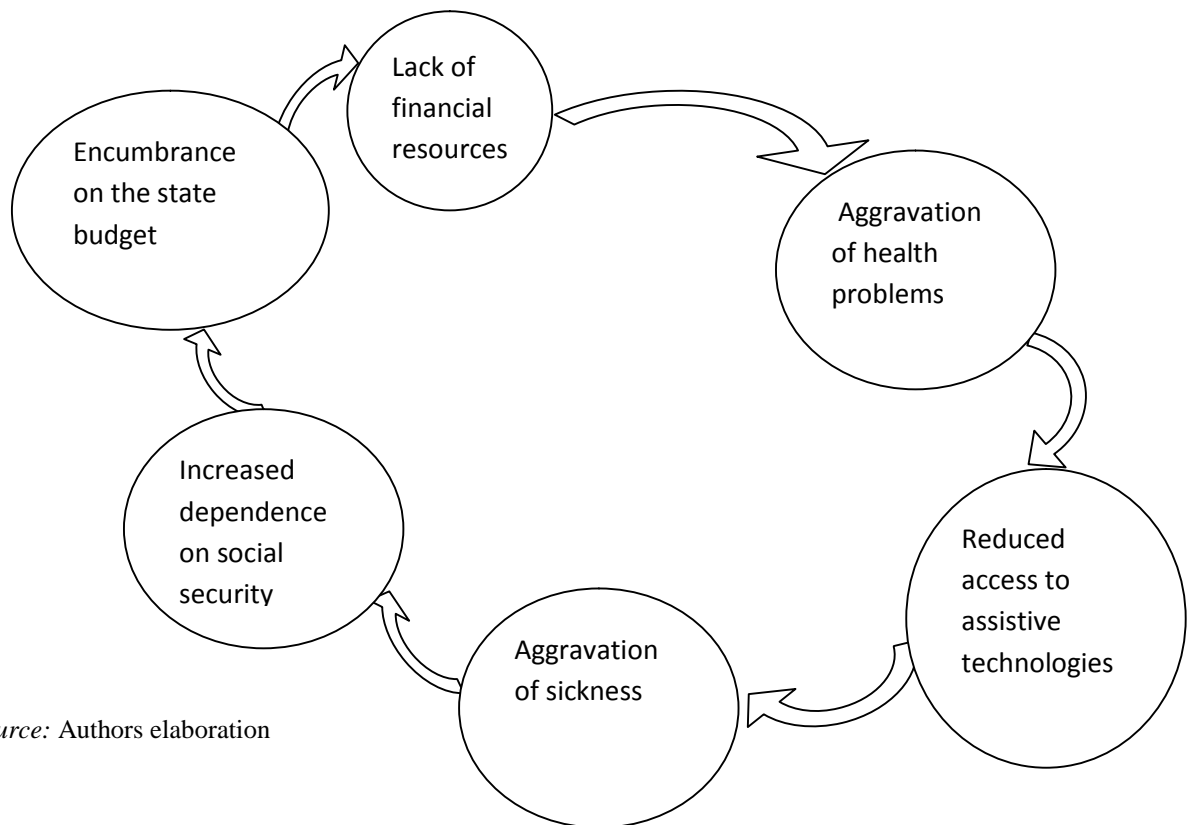 Lack of
financial
resources
Aggravation
of health
problems
Reduced
access to
assistive
technologies
Aggravation
of sickness
Increased
dependence
on social
security
Encumbrance
on the state
budget
urce: Authors elaboration